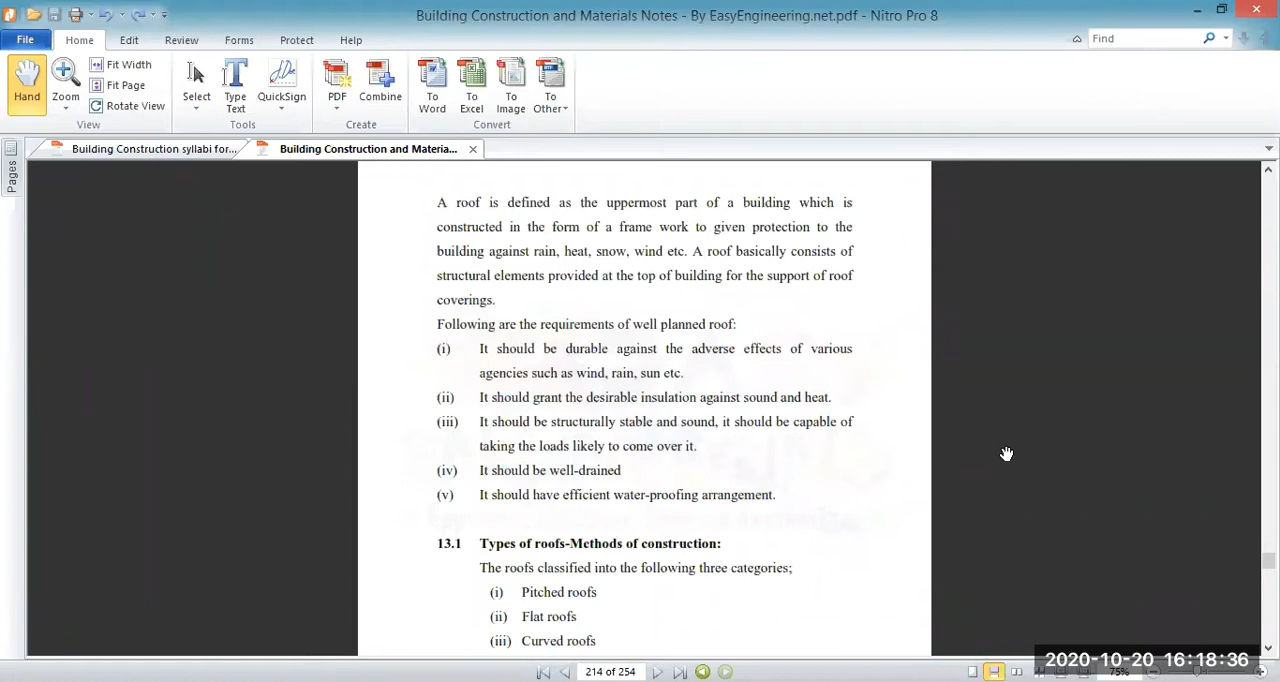 Building Construction and Materials Notes - By EasyEngineering.net.pdf - Nitro Pro 8
File Home Edit Review Forms Protect Help
Find
Hand
Zoom
Fit Width
Fit Page
Rotate View
View
Select
Type Text
QuickSign
Tools
PDF
Combine
Create
To Word
To Excel
To Image
To Other
Convert
Building Construction syllabi for...
Building Construction and Materia...
Pages
A roof is defined as the uppermost part of a building which is
constructed in the form of a frame work to given protection to the
building against rain, heat, snow, wind etc. A roof basically consists of
structural elements provided at the top of building for the support of roof
coverings.
Following are the requirements of well planned roof:
(i) It should be durable against the adverse effects of various
agencies such as wind, rain, sun etc.
(ii) It should grant the desirable insulation against sound and heat.
(iii) It should be structurally stable and sound, it should be capable of
taking the loads likely to come over it.
(iv) It should be well-drained
(v) It should have efficient water-proofing arrangement.
13.1 Types of roofs-Methods of construction:
The roofs classified into the following three categories;
(i) Pitched roofs
(ii) Flat roofs
(iii) Curved roofs
214 of 254
2020-10-20 16:18:36
75%